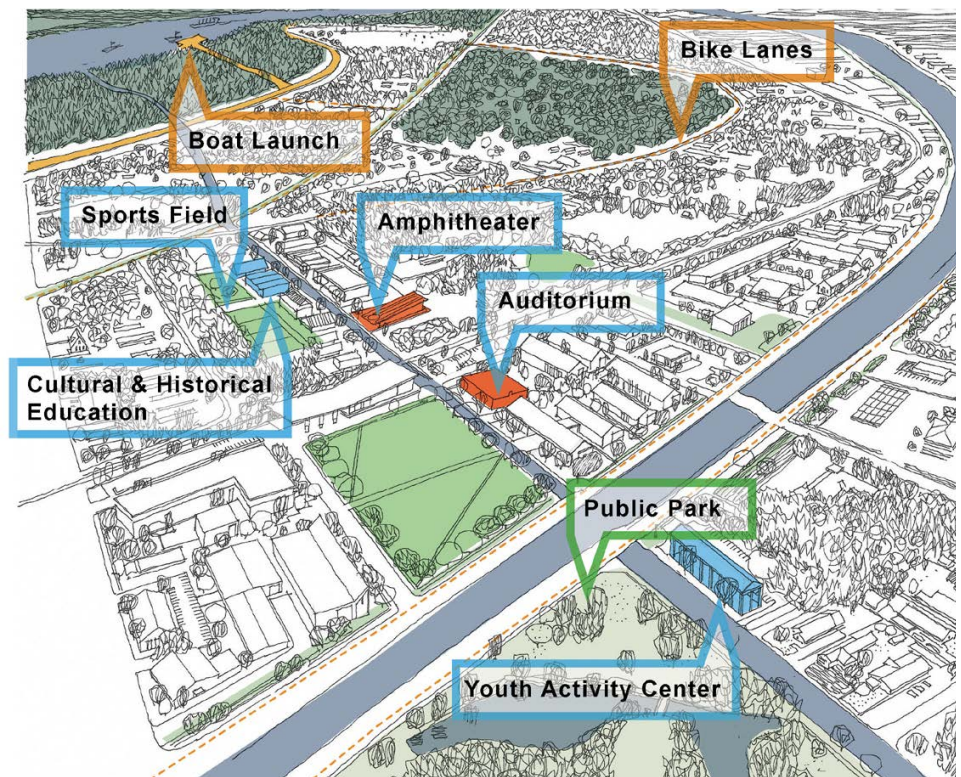 Bike Lanes
Boat Launch
Sports Field
Amphitheater
Auditorium
Cultural & Historical
Education
Public Park
Youth Activity Center